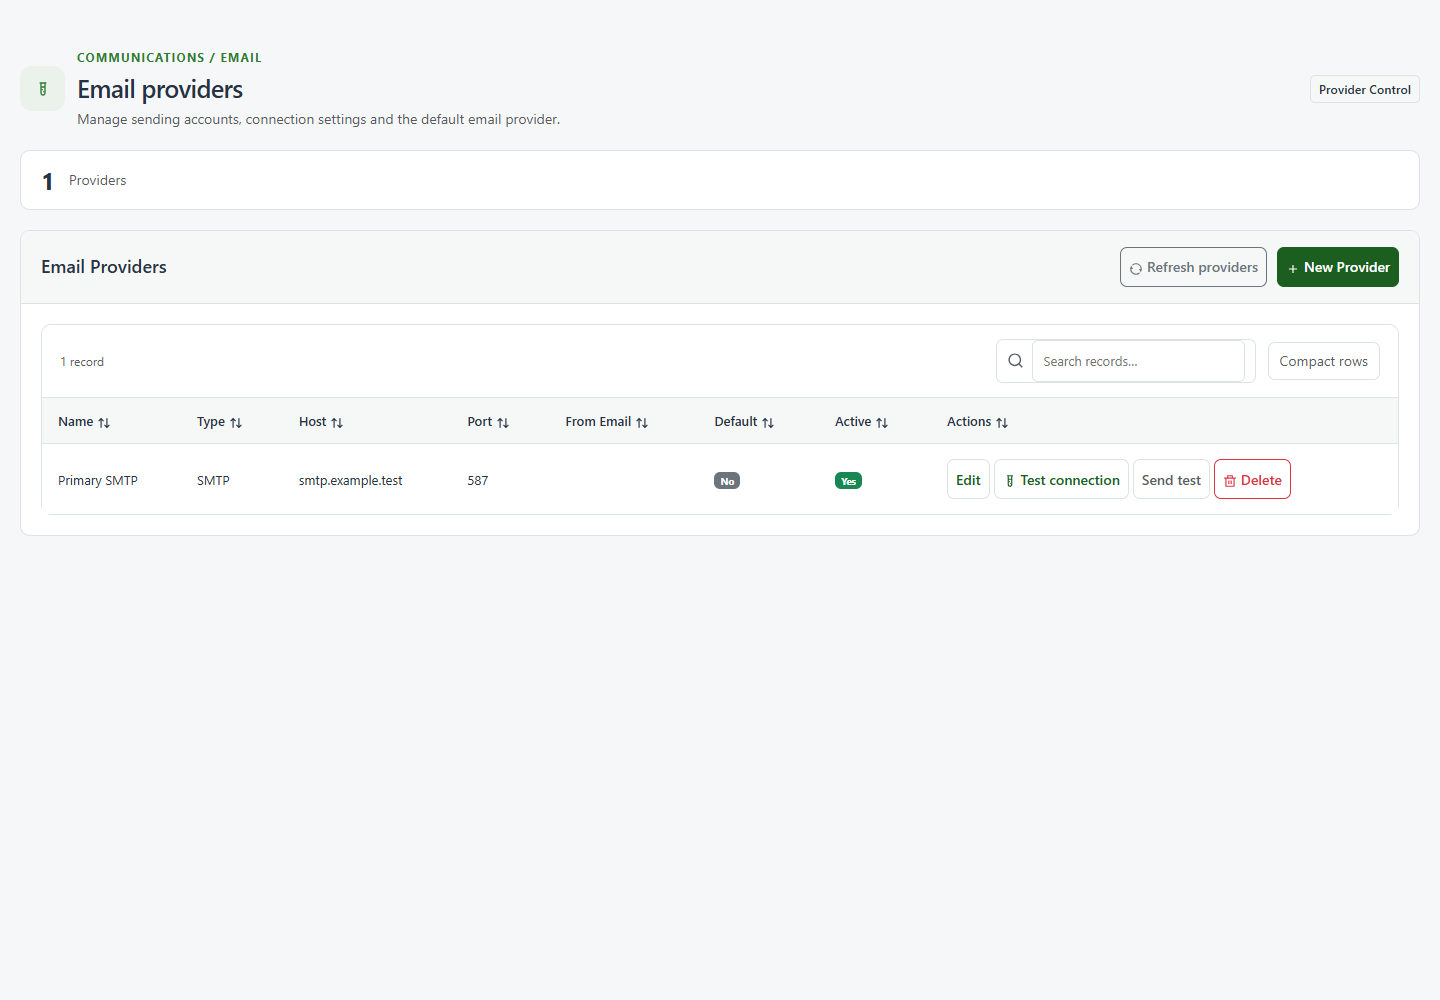 COMMUNICATIONS / EMAIL
Email providers
Manage sending accounts, connection settings and the default email provider.
Provider Control
1 Providers
Email Providers
Refresh providers
+ New Provider
1 record
Search records...
Compact rows
Name Type Host Port From Email Default Active Actions
Primary SMTP SMTP smtp.example.test 587 No Yes Edit Test connection Send test Delete